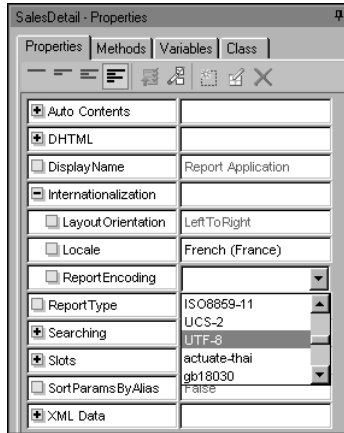 SalesDetail - Properties
Properties Methods Variables Class
Auto Contents
DHTML
DisplayName Report Application
Internationalization
LayoutOrientation LeftToRight
Locale French (France)
ReportEncoding
ReportType ISO8859-11
UCS-2
Searching UTF-8
Slots actuate-thai
gb18030
SortParamsByAlias False
XML Data